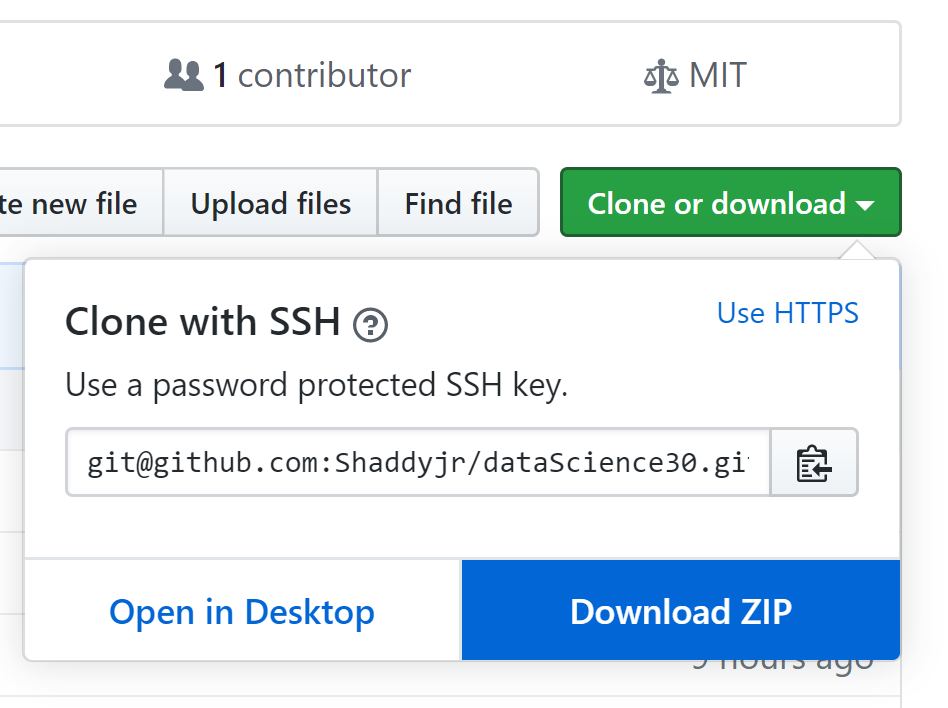 1 contributor
MIT
te new file
Upload files
Find file
Clone or download
Clone with SSH
Use HTTPS
Use a password protected SSH key.
git@github.com:Shaddyjr/dataScience30.gi
Open in Desktop
Download ZIP
9 hours ago